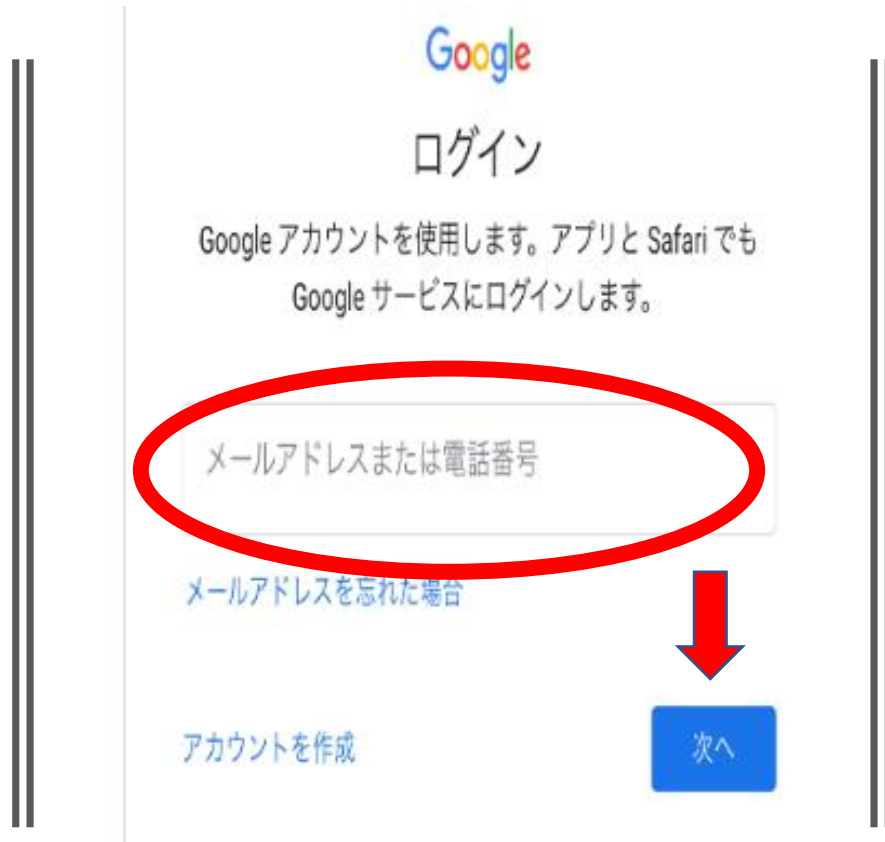 Google
ログイン
Google アカウントを使用します。アプリと Safari でも
Google サービスにログインします。
メールアドレスまたは電話番号
メールアドレスを忘れた場合
アカウントを作成
次へ